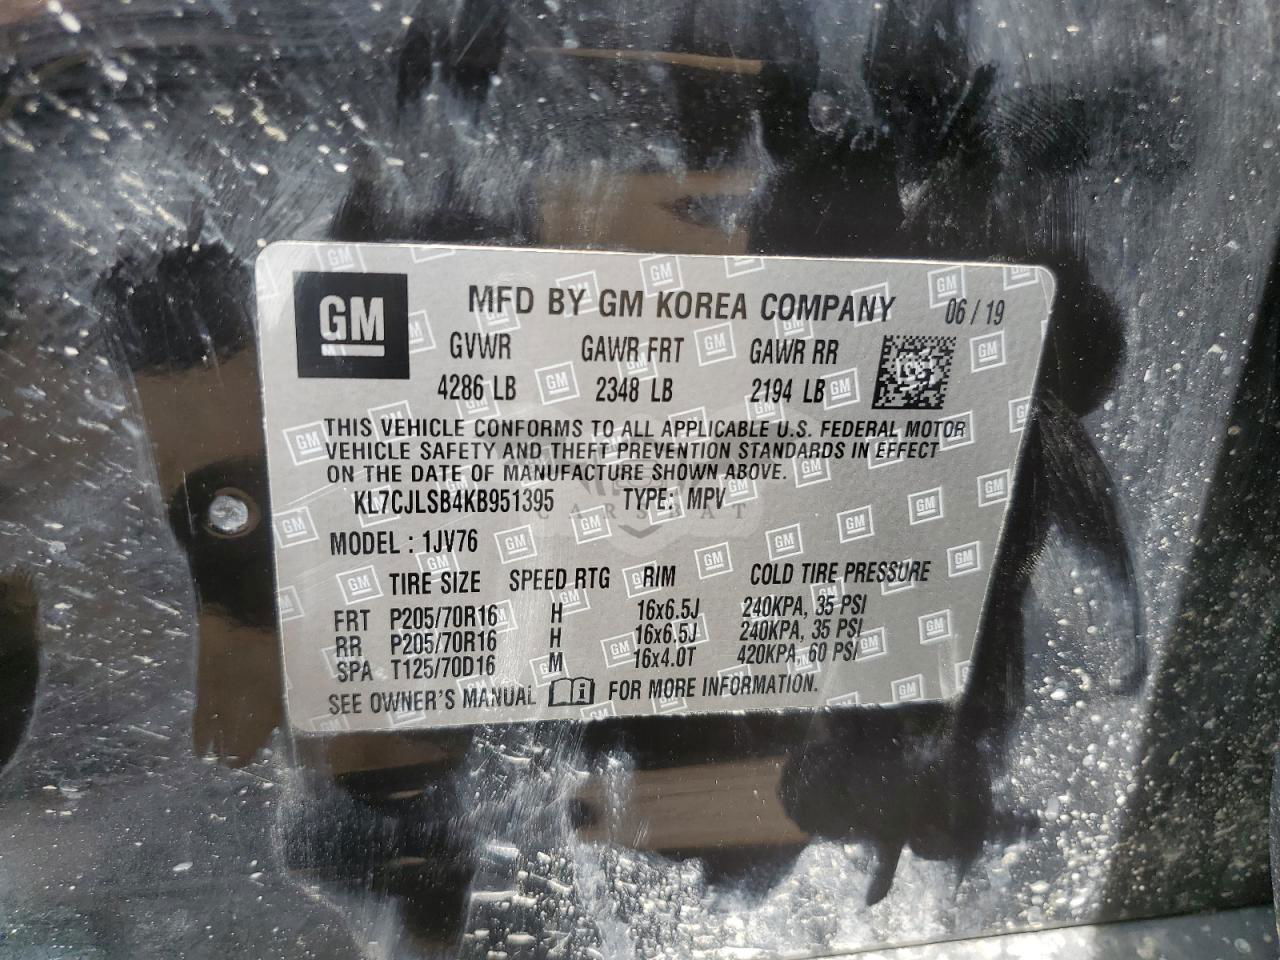 GM
MFD BY GM KOREA COMPANY 06 / 19
GVWR GAWR FRT GAWR RR
4286 LB 2348 LB 2194 LB
THIS VEHICLE CONFORMS TO ALL APPLICABLE U.S. FEDERAL MOTOR
VEHICLE SAFETY AND THEFT PREVENTION STANDARDS IN EFFECT
ON THE DATE OF MANUFACTURE SHOWN ABOVE.
KL7CJLSB4KB951395 TYPE: MPV
MODEL : 1JV76
TIRE SIZE SPEED RTG RIM COLD TIRE PRESSURE
FRT P205/70R16 H 16x6.5J 240KPA, 35 PSI
RR P205/70R16 H 16x6.5J 240KPA, 35 PSI
SPA T125/70D16 M 16x4.0T 420KPA, 60 PSI
SEE OWNER'S MANUAL i FOR MORE INFORMATION.